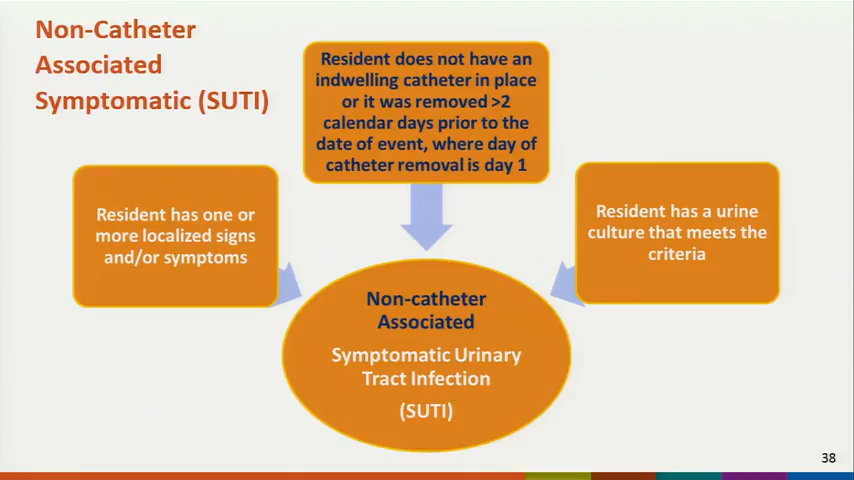 Non-Catheter
Associated
Symptomatic (SUTI)
Resident does not have an
indwelling catheter in place
or it was removed >2
calendar days prior to the
date of event, where day of
catheter removal is day 1
Resident has one or
more localized signs
and/or symptoms
Resident has a urine
culture that meets the
criteria
Non-catheter
Associated
Symptomatic Urinary
Tract Infection
(SUTI)
38